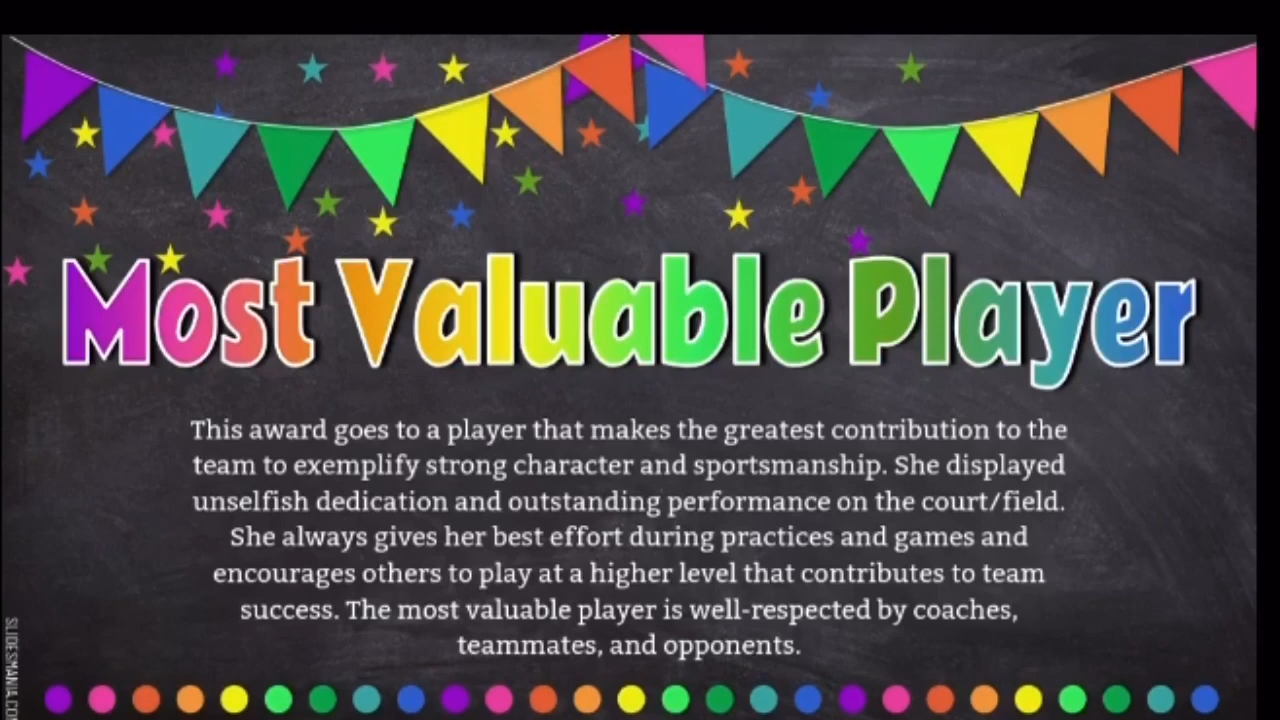 Most Valuable Player
This award goes to a player that makes the greatest contribution to the
team to exemplify strong character and sportsmanship. She displayed
unselfish dedication and outstanding performance on the court/field.
She always gives her best effort during practices and games and
encourages others to play at a higher level that contributes to team
success. The most valuable player is well-respected by coaches,
teammates, and opponents.
SLIDESMANIA.COM